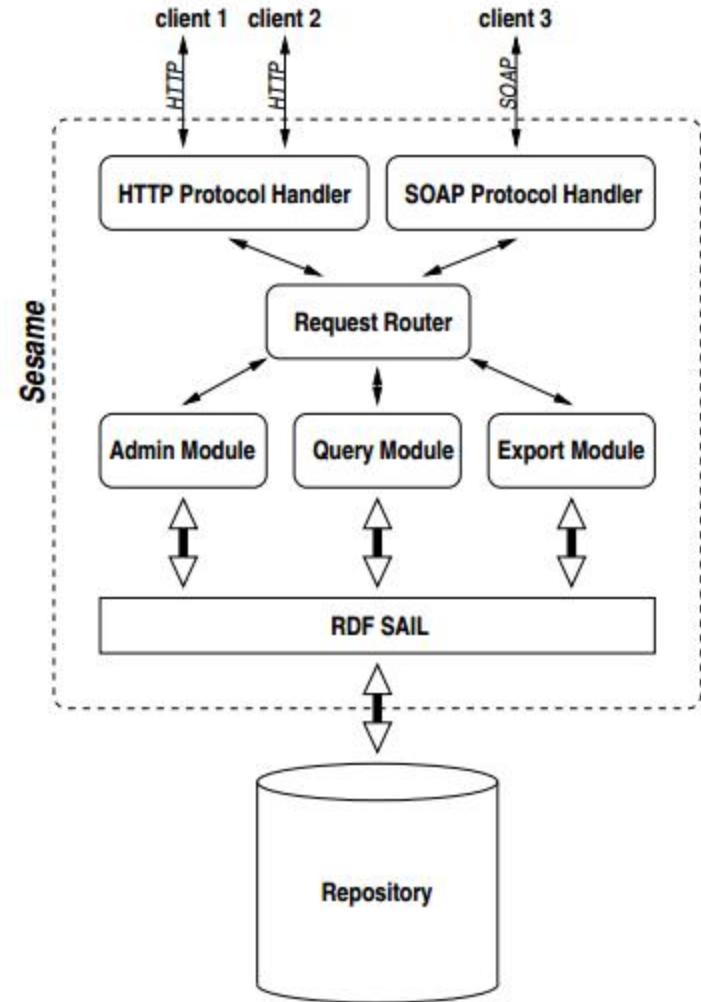 client 1 client 2 client 3
HTTP HTTP SOAP
HTTP Protocol Handler SOAP Protocol Handler
Request Router
Sesame
Admin Module Query Module Export Module
RDF SAIL
Repository